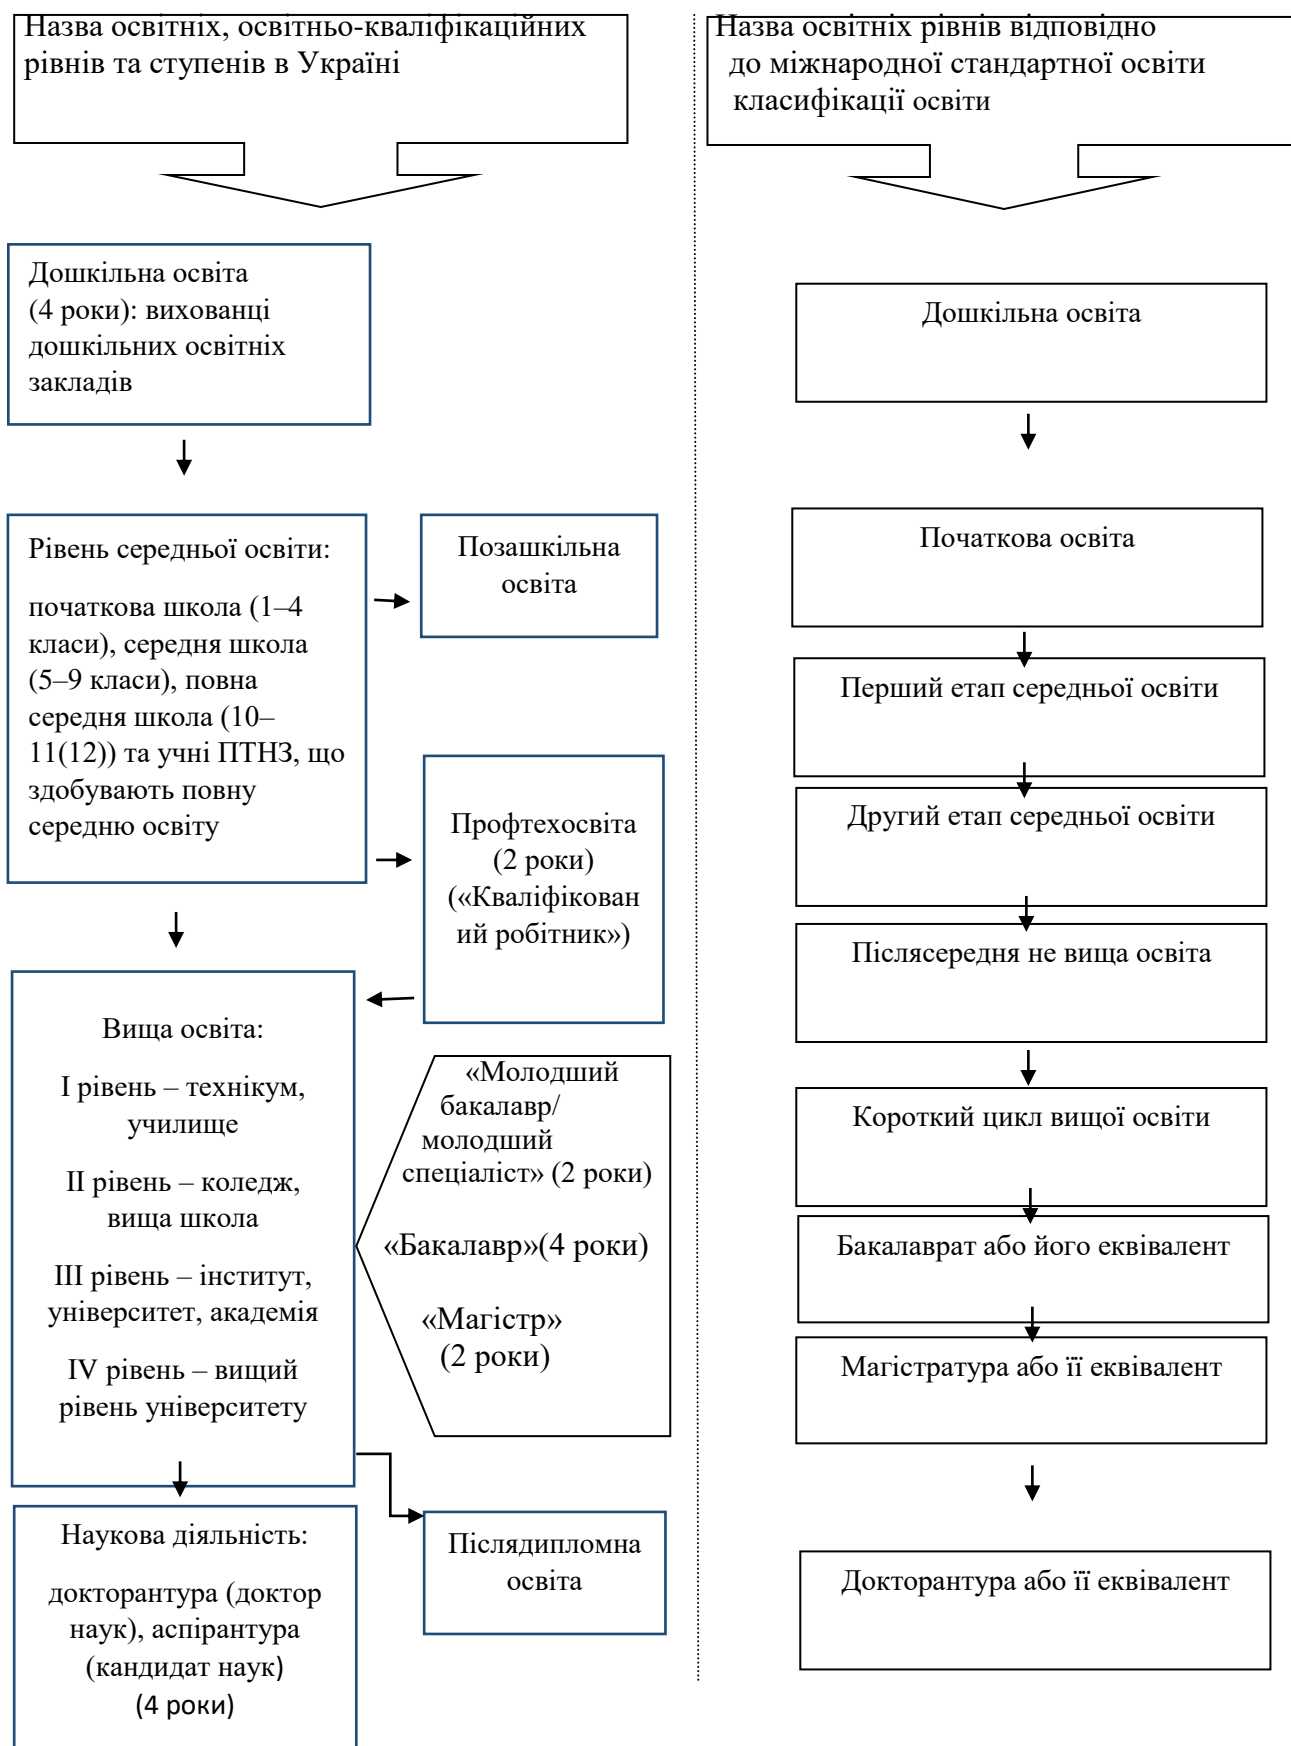 Назва освітніх, освітньо-кваліфікаційних
рівнів та ступенів в Україні
Назва освітніх рівнів відповідно
до міжнародної стандартної освіти
класифікації освіти
Дошкільна освіта
(4 роки): вихованці
дошкільних освітніх
закладів
Рівень середньої освіти:
початкова школа (1–4
класи), середня школа
(5–9 класи), повна
середня школа (10–
11(12)) та учні ПТНЗ, що
здобувають повну
середню освіту
Позашкільна
освіта
Профтехосвіта
(2 роки)
(«Кваліфікован
ий робітник»)
Вища освіта:
І рівень – технікум,
училище
ІІ рівень – коледж,
вища школа
ІІІ рівень – інститут,
університет, академія
IV рівень – вищий
рівень університету
«Молодший
бакалавр/
молодший
спеціаліст» (2 роки)
«Бакалавр»(4 роки)
«Магістр»
(2 роки)
Наукова діяльність:
докторантура (доктор
наук), аспірантура
(кандидат наук)
(4 роки)
Післядипломна
освіта
Дошкільна освіта
Початкова освіта
Перший етап середньої освіти
Другий етап середньої освіти
Післясередня не вища освіта
Короткий цикл вищої освіти
Бакалаврат або його еквівалент
Магістратура або її еквівалент
Докторантура або її еквівалент